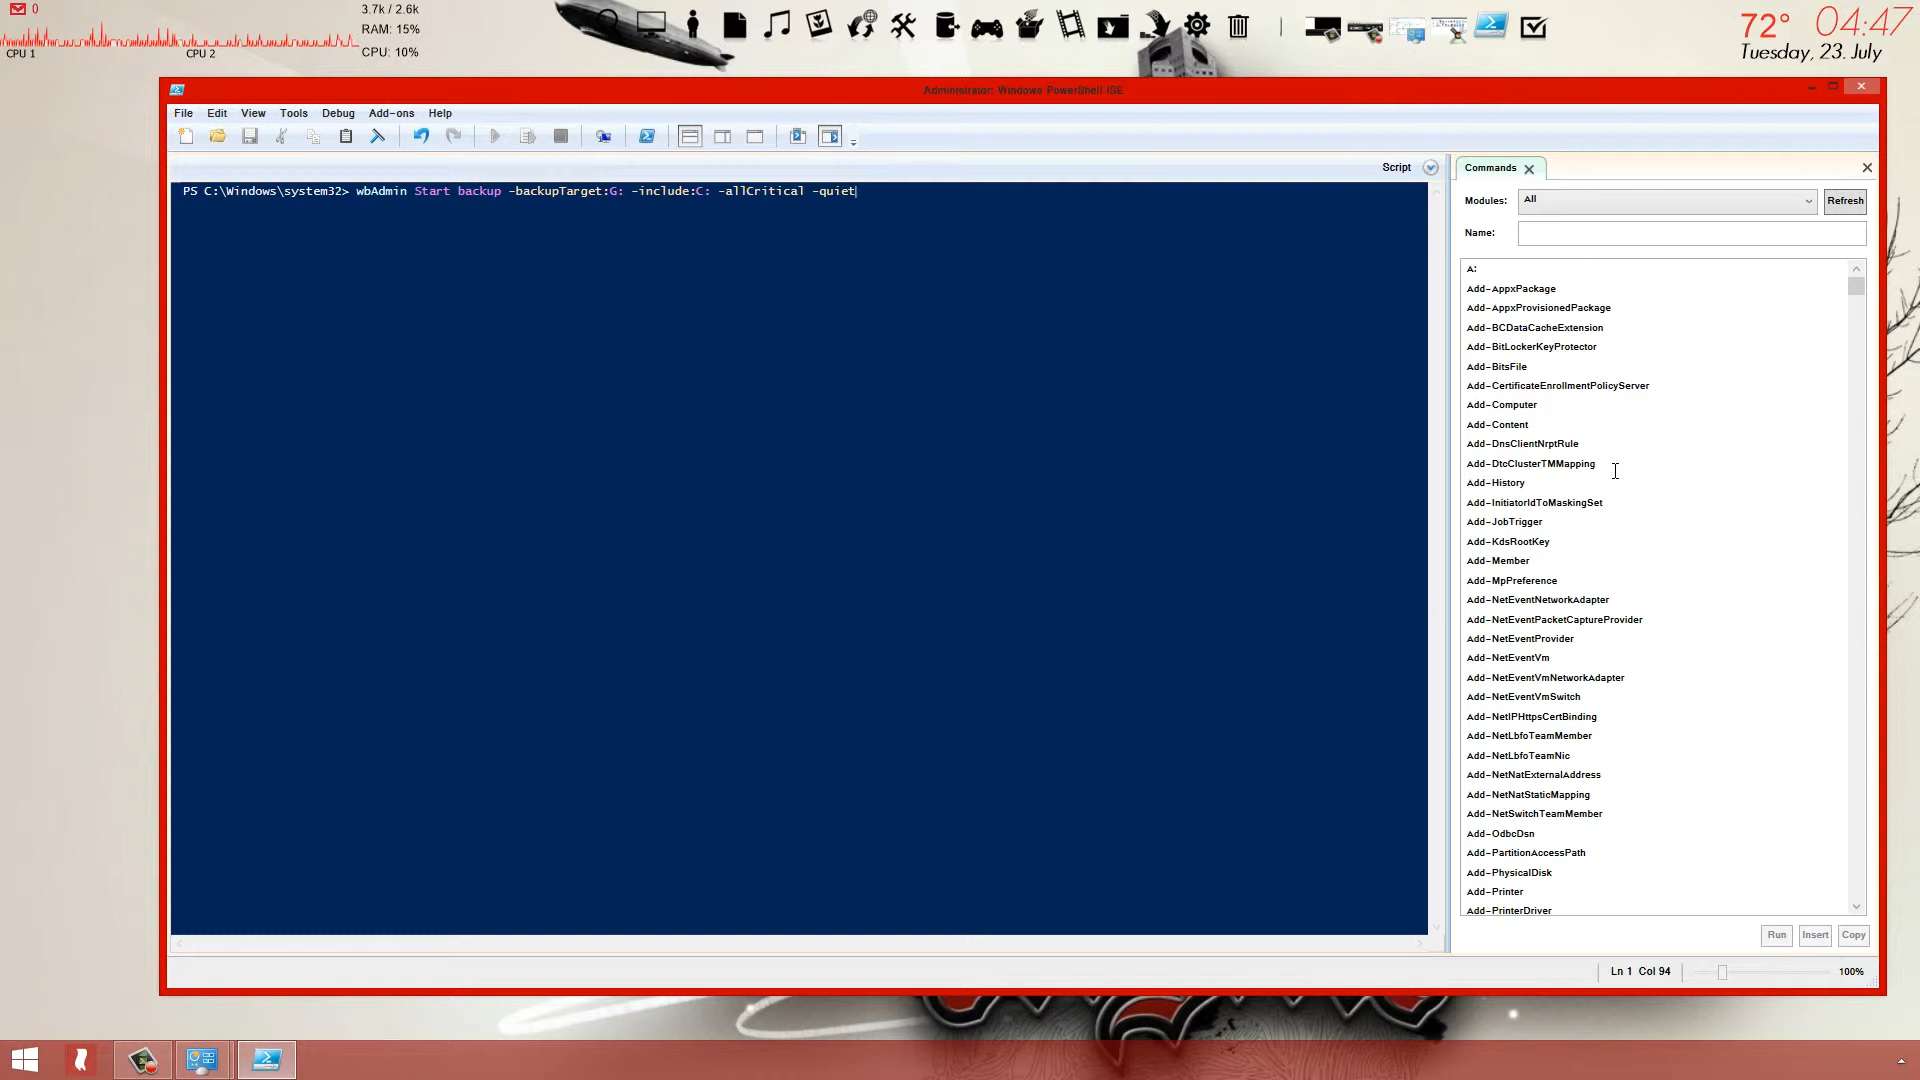 0
3.7k / 2.6k
RAM: 15%
CPU: 10%
CPU 1
CPU 2
72°
04:47
Tuesday, 23. July
Administrator: Windows PowerShell ISE
File Edit View Tools Debug Add-ons Help
Script
PS C:\Windows\system32> wbAdmin Start backup -backupTarget:G: -include:C: -allCritical -quiet
Commands
Modules: All Refresh
Name:
A:
Add-AppxPackage
Add-AppxProvisionedPackage
Add-BCDataCacheExtension
Add-BitLockerKeyProtector
Add-BitsFile
Add-CertificateEnrollmentPolicyServer
Add-Computer
Add-Content
Add-DnsClientNrptRule
Add-DtcClusterTMMapping
Add-History
Add-InitiatorIdToMaskingSet
Add-JobTrigger
Add-KdsRootKey
Add-Member
Add-MpPreference
Add-NetEventNetworkAdapter
Add-NetEventPacketCaptureProvider
Add-NetEventProvider
Add-NetEventVm
Add-NetEventVmNetworkAdapter
Add-NetEventVmSwitch
Add-NetIPHttpsCertBinding
Add-NetLbfoTeamMember
Add-NetLbfoTeamNic
Add-NetNatExternalAddress
Add-NetNatStaticMapping
Add-NetSwitchTeamMember
Add-OdbcDsn
Add-PartitionAccessPath
Add-PhysicalDisk
Add-Printer
Add-PrinterDriver
Run Insert Copy
Ln 1 Col 94
100%